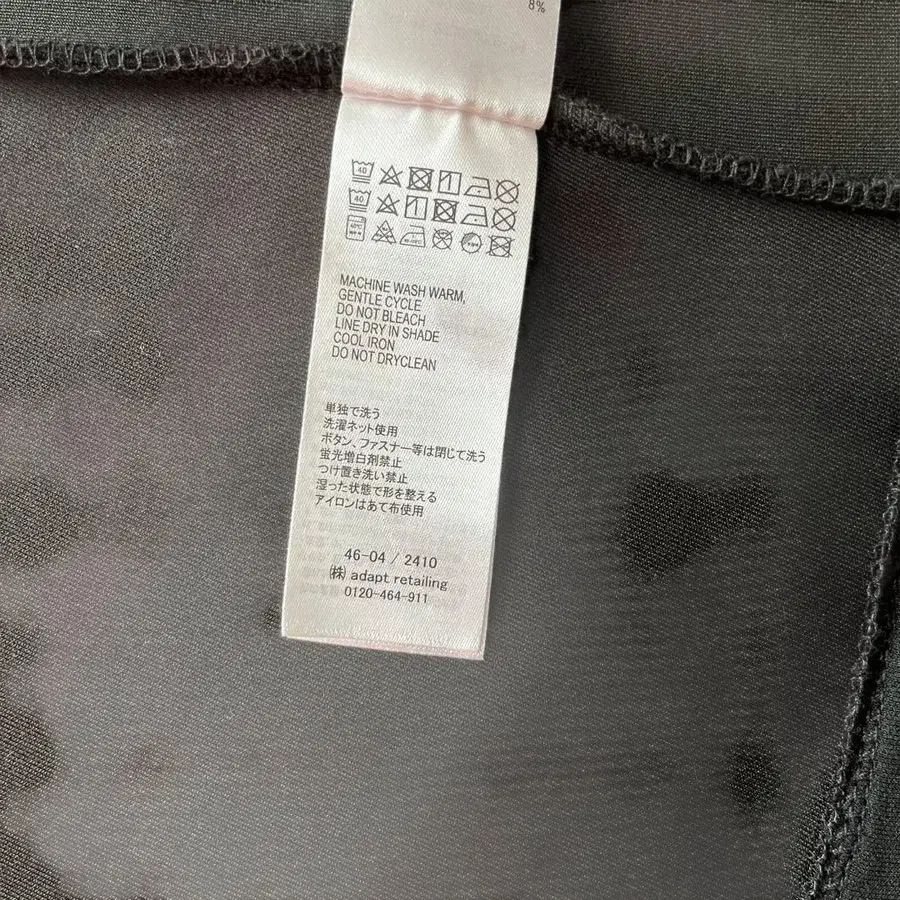 8%
40
40
MACHINE WASH WARM,
GENTLE CYCLE
DO NOT BLEACH
LINE DRY IN SHADE
COOL IRON
DO NOT DRYCLEAN
単独で洗う
洗濯ネット使用
ボタン、ファスナー等は閉じて洗う
蛍光増白剤禁止
つけ置き洗い禁止
湿った状態で形を整える
アイロンはあて布使用
46-04 / 2410
㈱ adapt retailing
0120-464-911